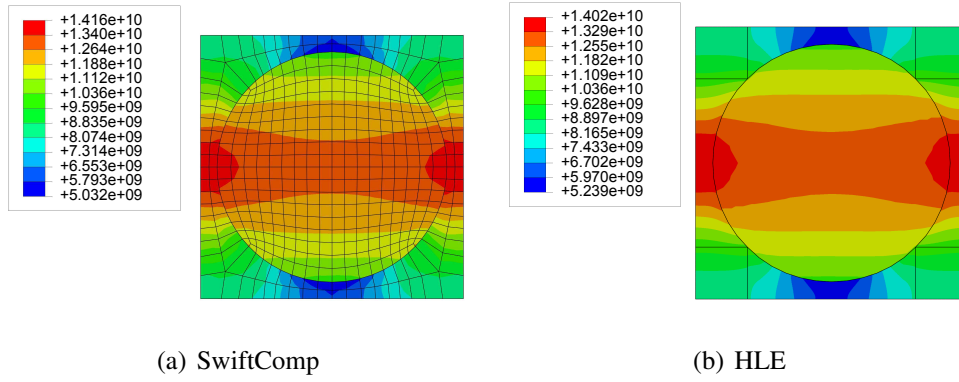 +1.416e+10
+1.340e+10
+1.264e+10
+1.188e+10
+1.112e+10
+1.036e+10
+9.595e+09
+8.835e+09
+8.074e+09
+7.314e+09
+6.553e+09
+5.793e+09
+5.032e+09
+1.402e+10
+1.329e+10
+1.255e+10
+1.182e+10
+1.109e+10
+1.036e+10
+9.628e+09
+8.897e+09
+8.165e+09
+7.433e+09
+6.702e+09
+5.970e+09
+5.239e+09
(a) SwiftComp
(b) HLE